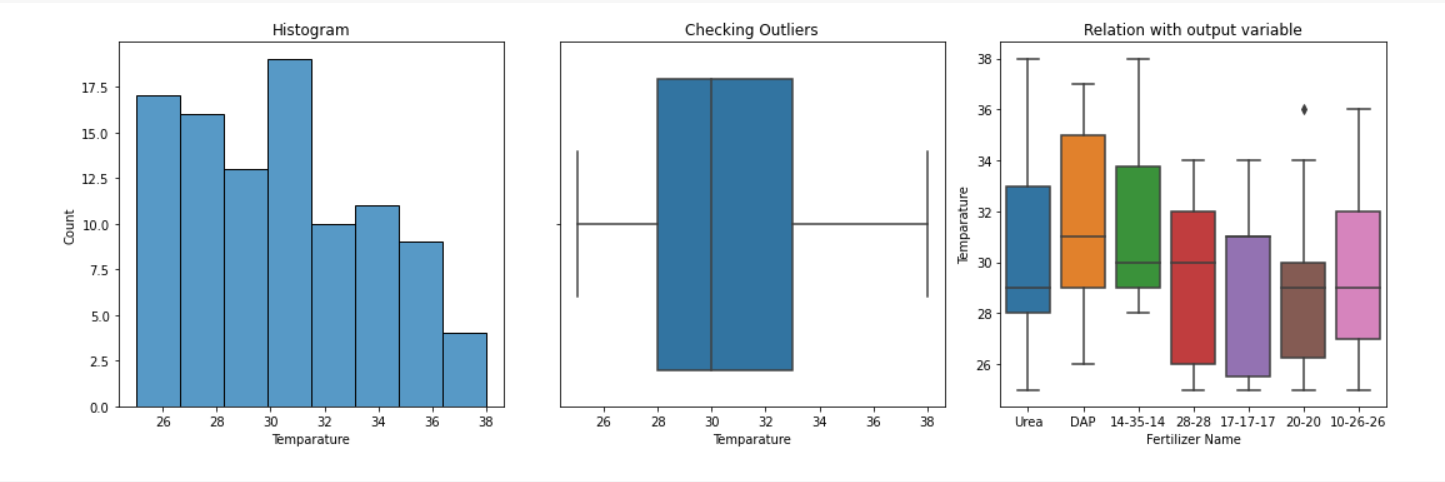 Histogram
Count
17.5
15.0
12.5
10.0
7.5
5.0
2.5
0.0
26 28 30 32 34 36 38
Temparature
Checking Outliers
26 28 30 32 34 36 38
Temparature
Relation with output variable
Temparature
38
36
34
32
30
28
26
Urea DAP 14-35-14 28-28 17-17-17 20-20 10-26-26
Fertilizer Name